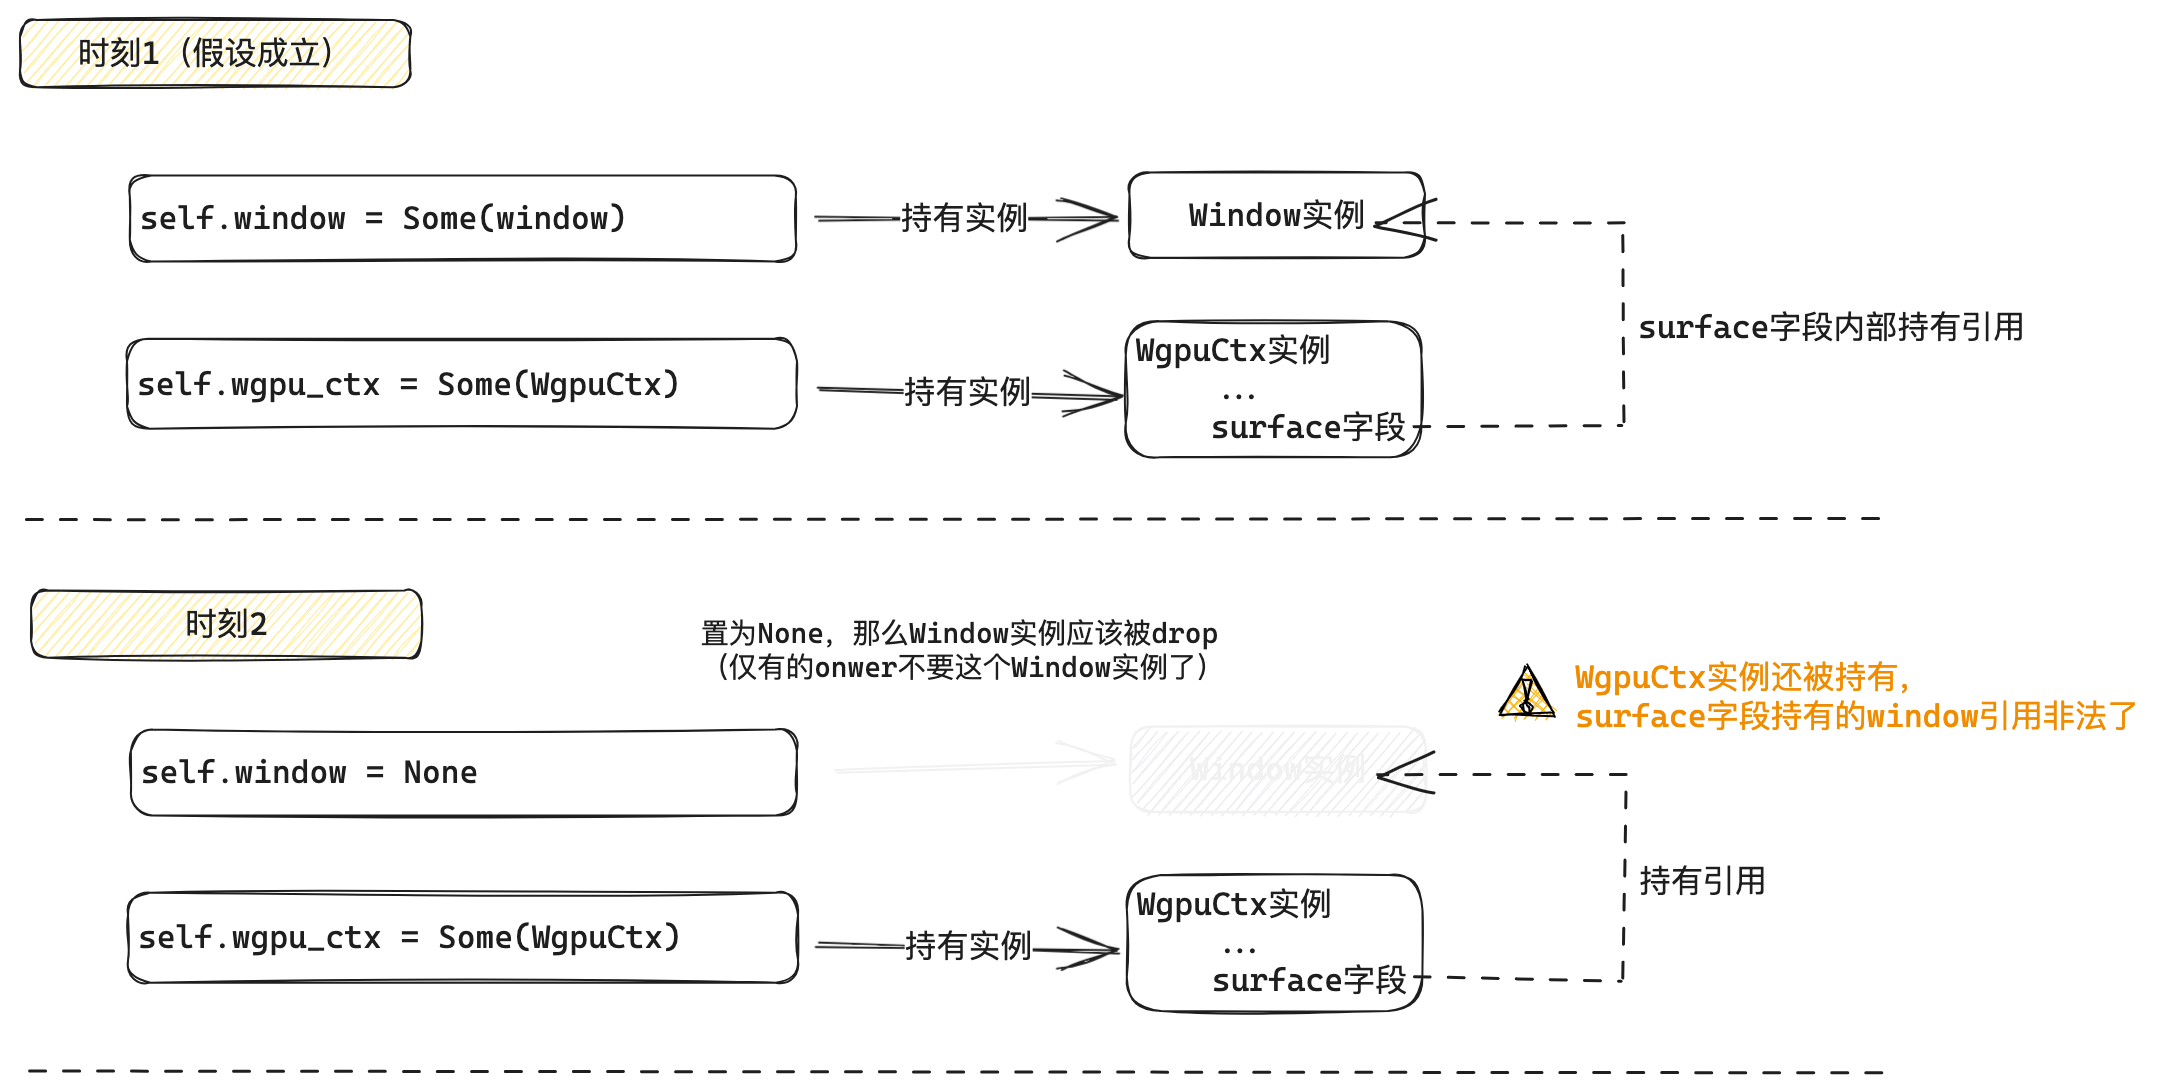 时刻1（假设成立）
self.window = Some(window)
持有实例
Window实例
surface字段内部持有引用
self.wgpu_ctx = Some(WgpuCtx)
持有实例
WgpuCtx实例
...
surface字段
时刻2
置为None，那么Window实例应该被drop
（仅有的onwer不要这个Window实例了）
WgpuCtx实例还被持有，
surface字段持有的window引用非法了
self.window = None
Window实例
持有引用
self.wgpu_ctx = Some(WgpuCtx)
持有实例
WgpuCtx实例
...
surface字段